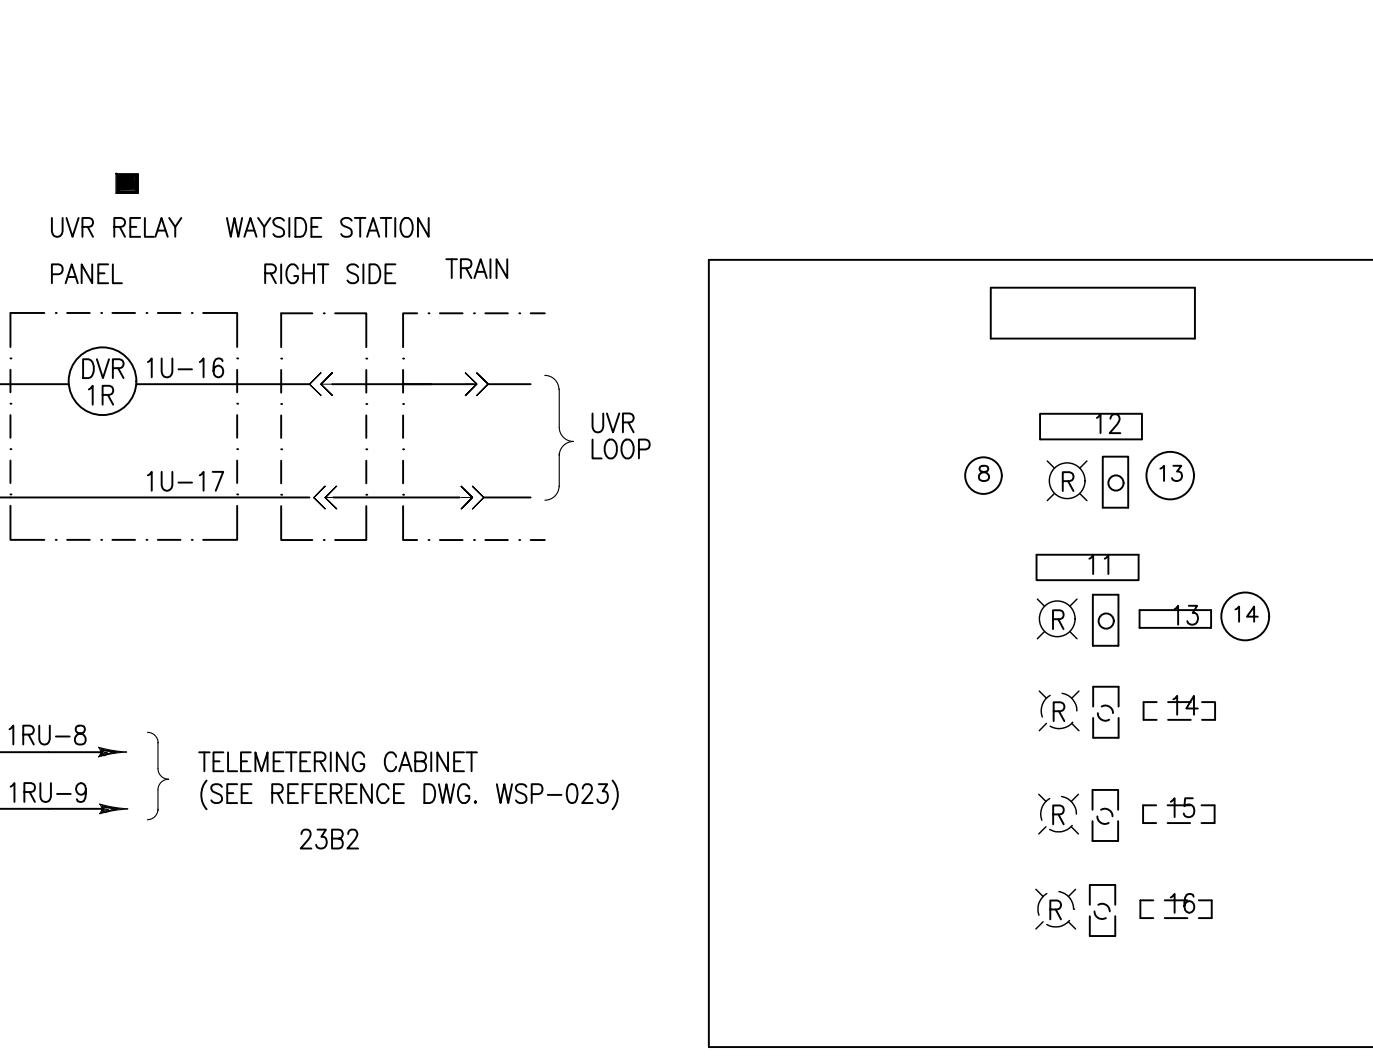 UVR RELAY
PANEL
WAYSIDE STATION
RIGHT SIDE
TRAIN
DVR
1R
1U-16
1U-17
UVR
LOOP
1RU-8
1RU-9
TELEMETERING CABINET
(SEE REFERENCE DWG. WSP-023)
23B2
12
8
R
13
11
R
13
14
R
14
R
15
R
16